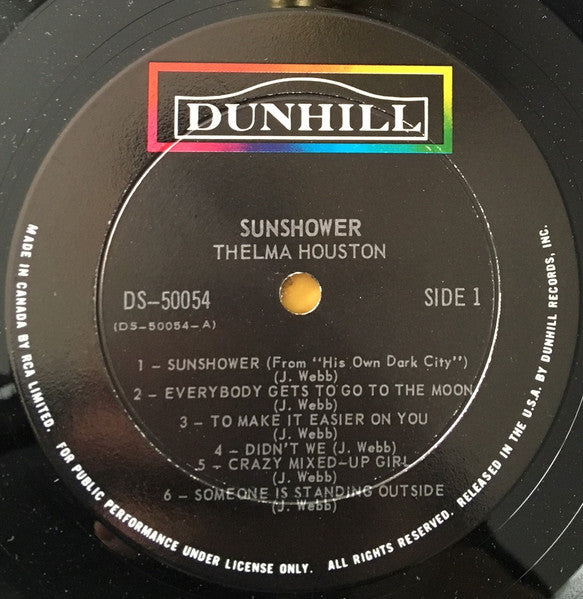 DUNHILL
SUNSHOWER
THELMA HOUSTON
DS-50054
SIDE 1
(DS-50054-A)
1 - SUNSHOWER (From "His Own Dark City")
(J. Webb)
2 - EVERYBODY GETS TO GO TO THE MOON
(J. Webb)
3 - TO MAKE IT EASIER ON YOU
(J. Webb)
4 - DIDN'T WE (J. Webb)
5 - CRAZY MIXED-UP GIRL
(J. Webb)
6 - SOMEONE IS STANDING OUTSIDE
(J. Webb)
MADE IN CANADA BY RCA LIMITED. FOR PUBLIC PERFORMANCE UNDER LICENSE ONLY. ALL RIGHTS RESERVED. RELEASED IN THE U.S.A. BY DUNHILL RECORDS, INC.